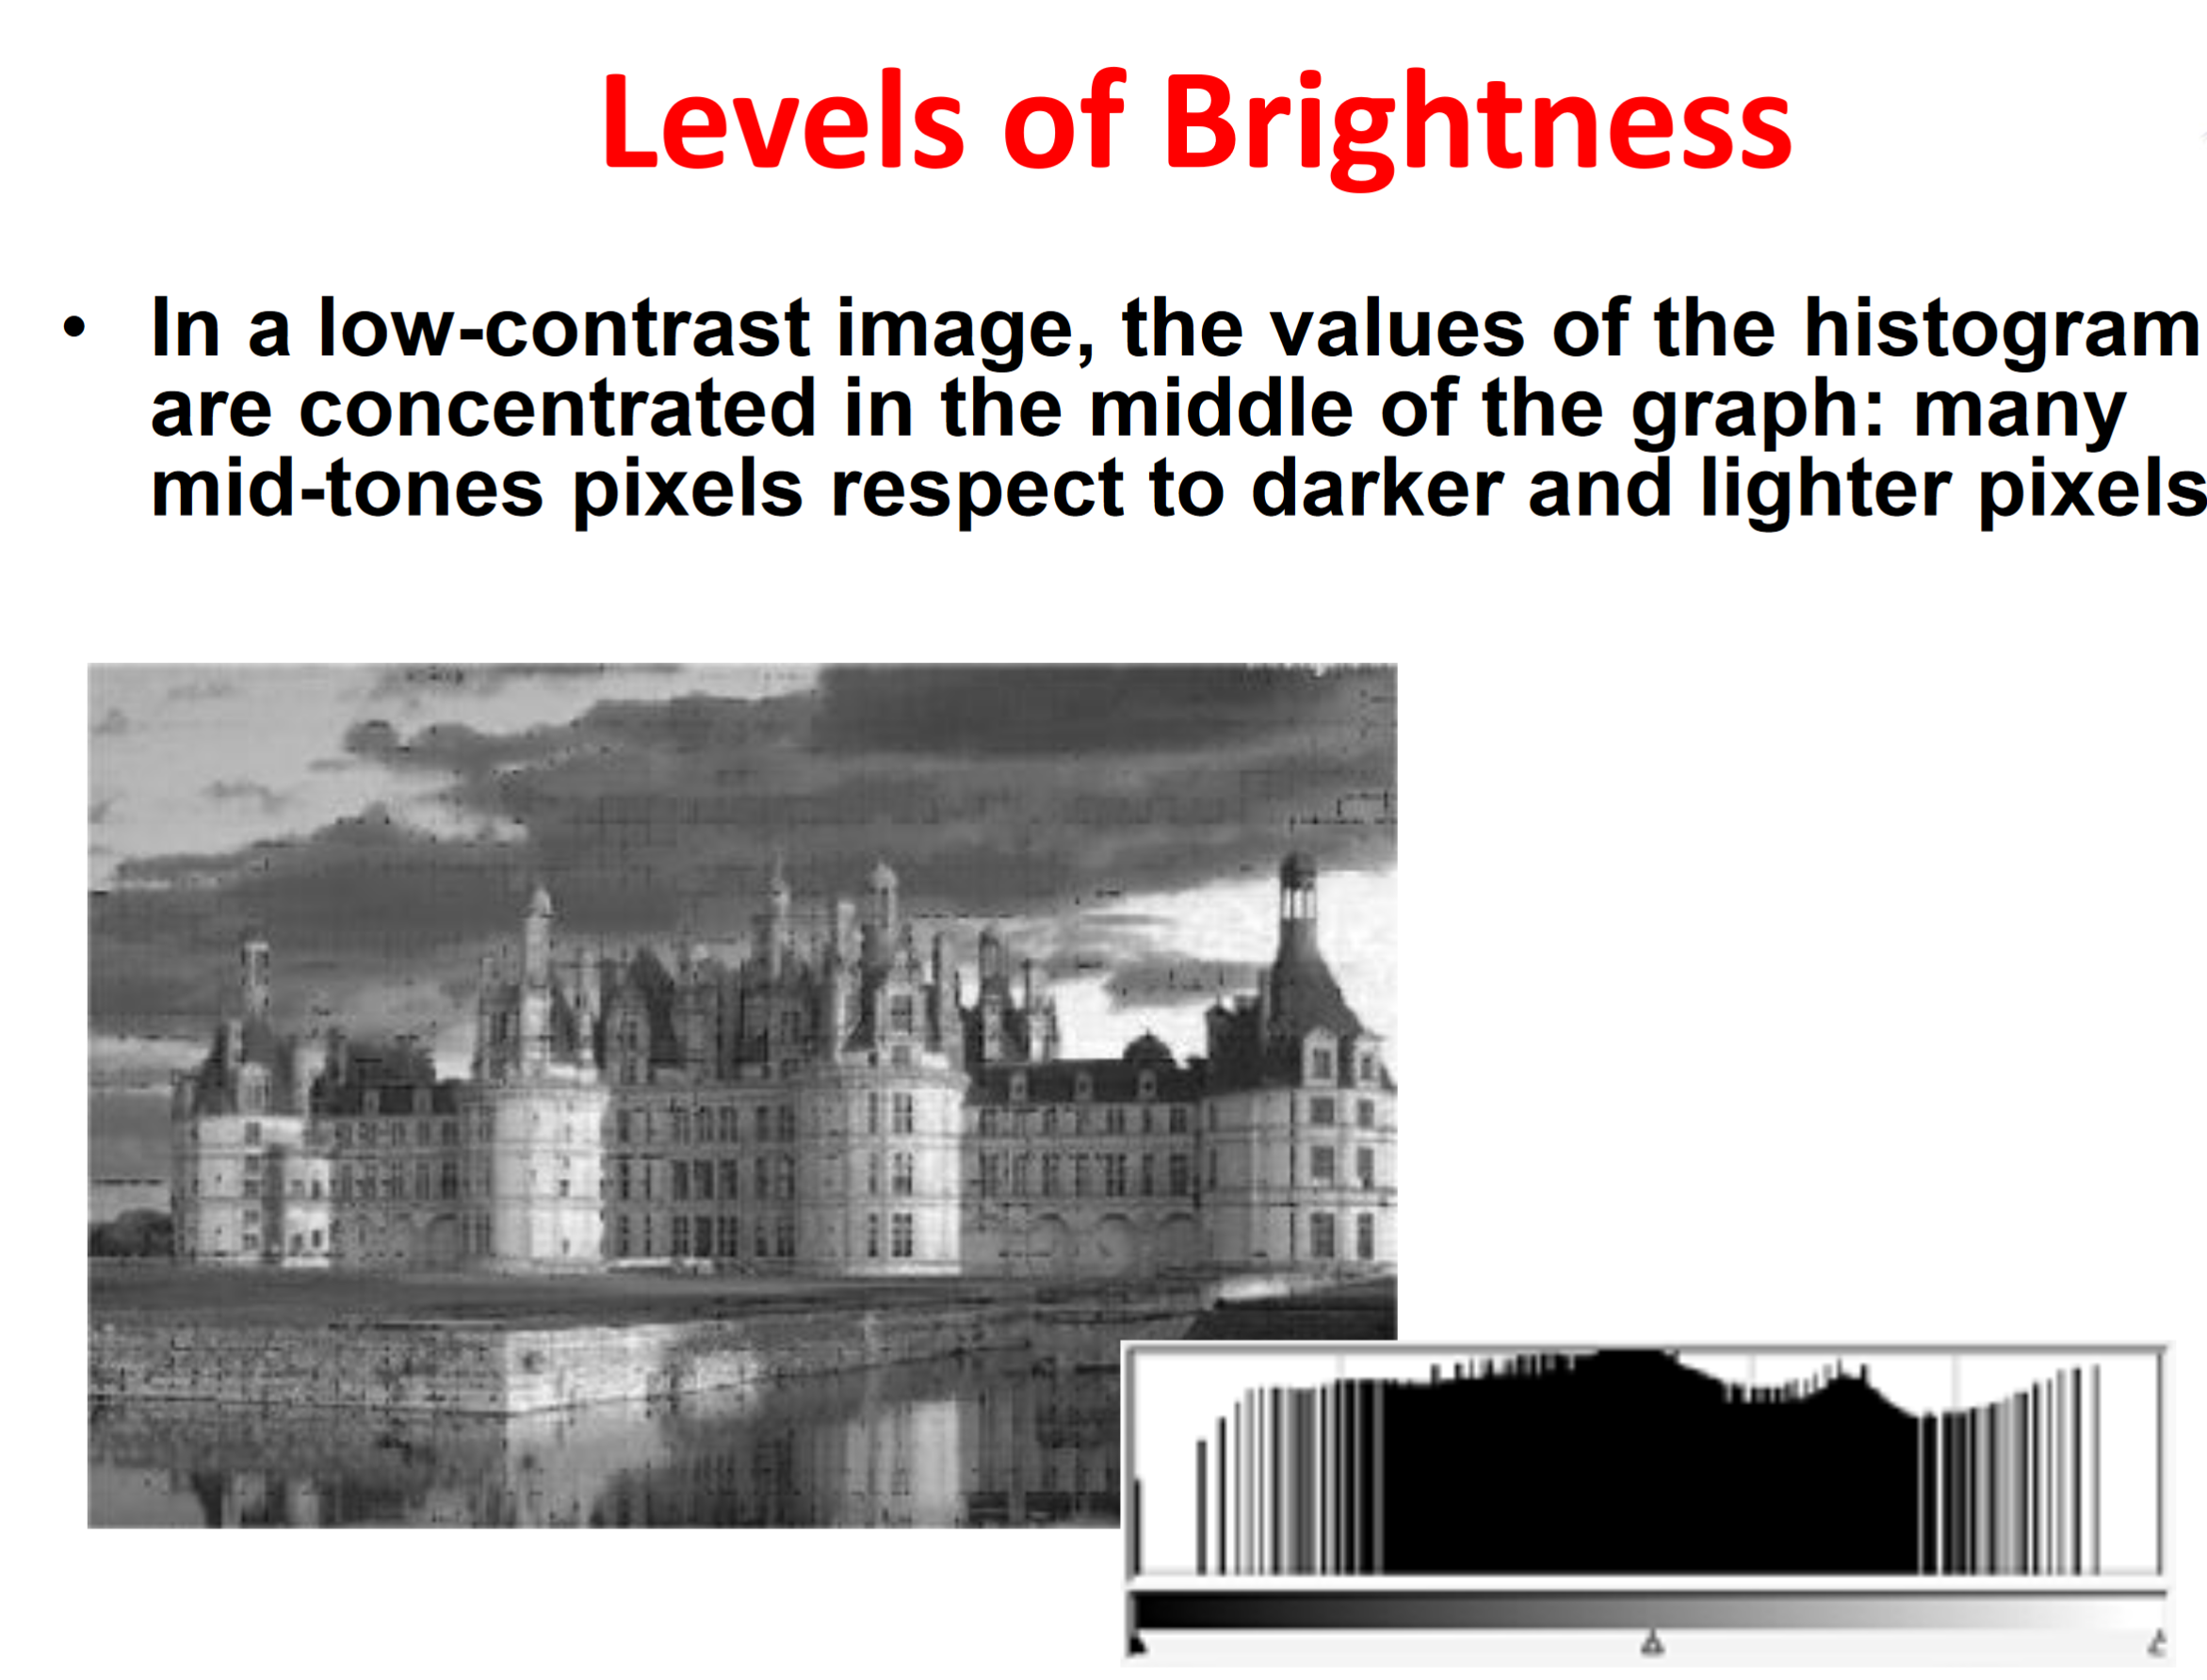 Levels of Brightness
• In a low-contrast image, the values of the histogram
are concentrated in the middle of the graph: many
mid-tones pixels respect to darker and lighter pixels